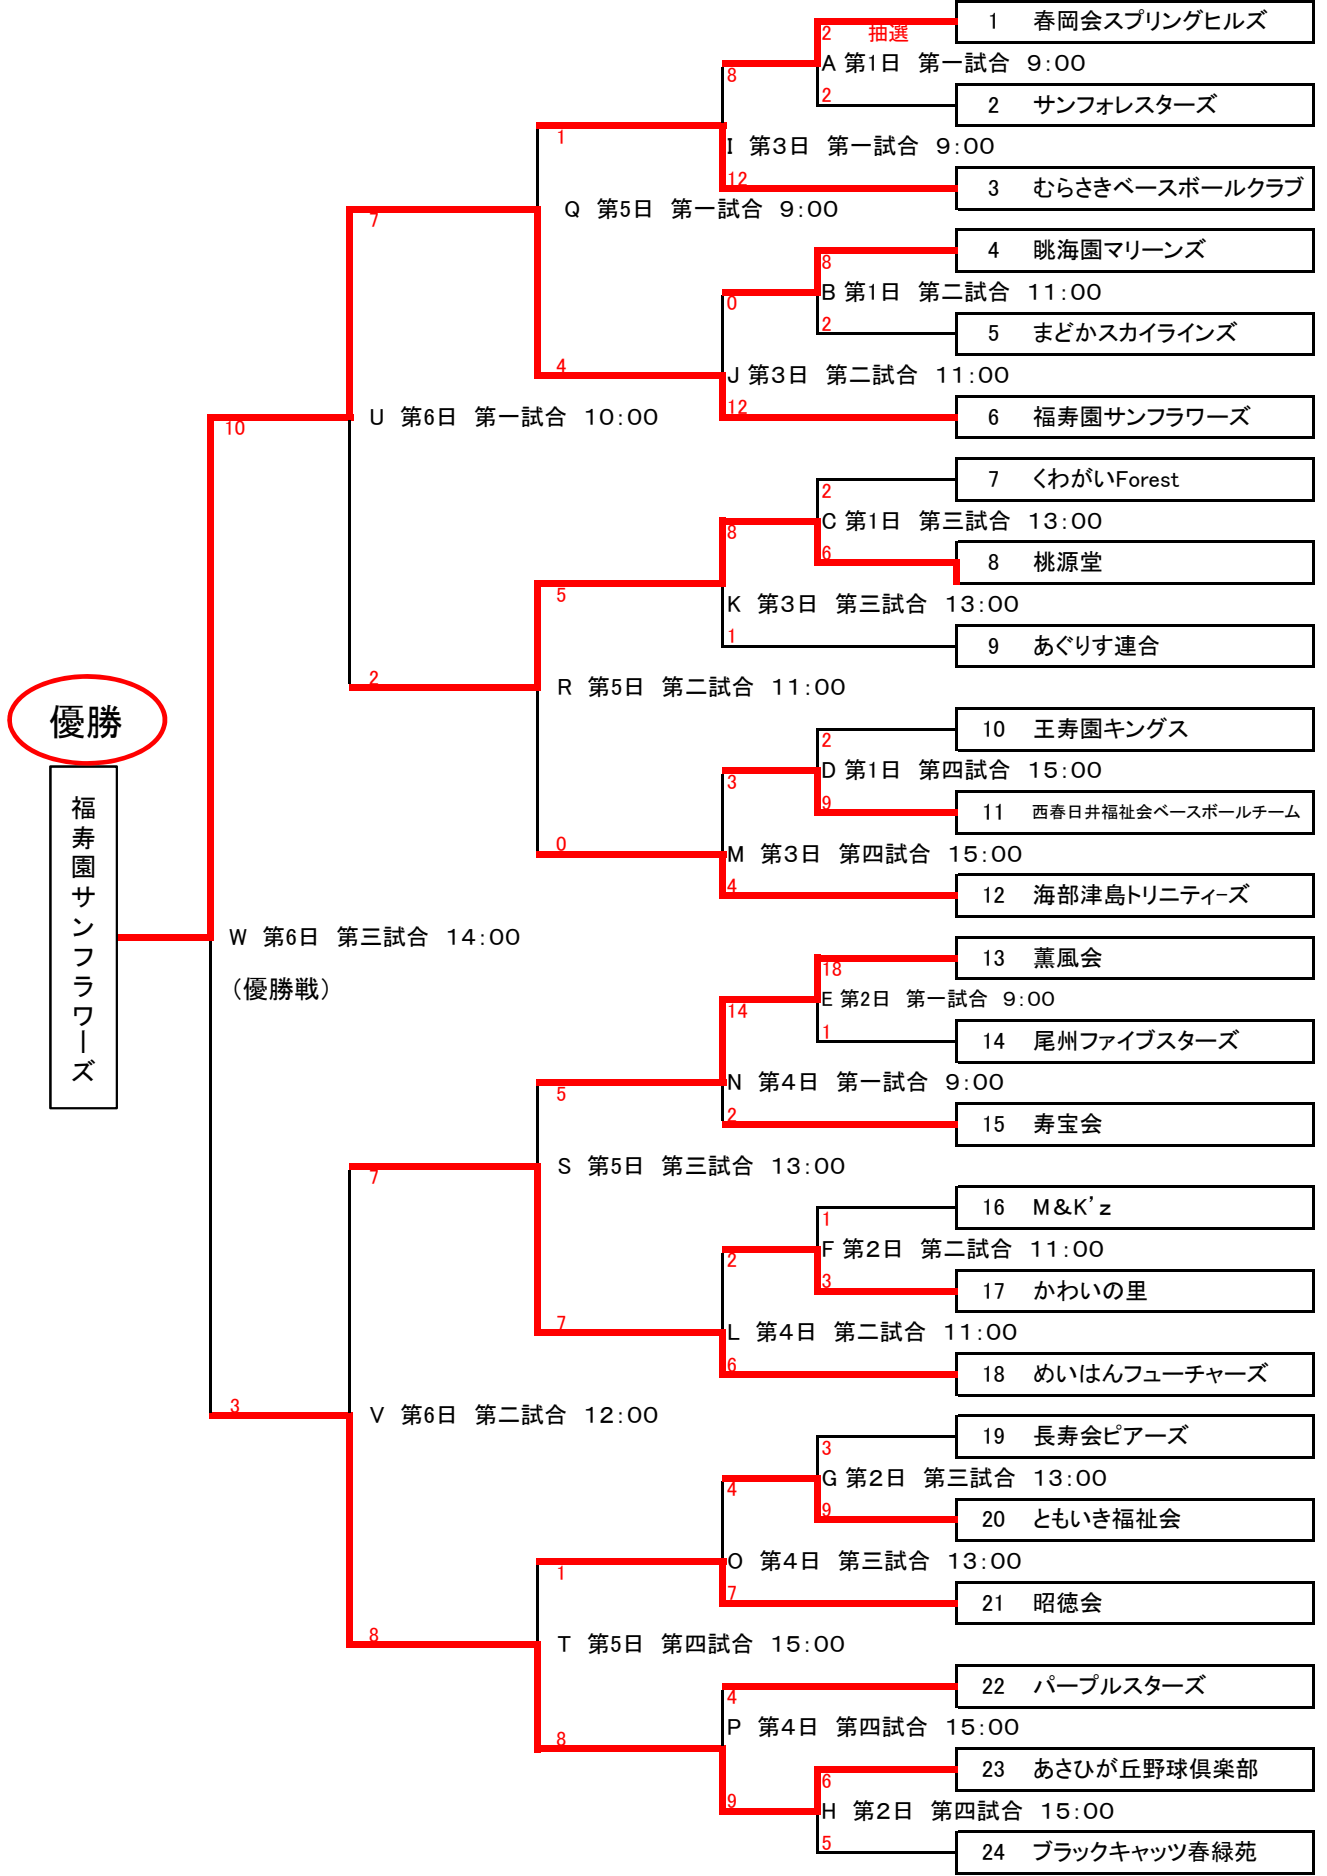 2 抽選
1 春岡会スプリングヒルズ
A 第1日 第一試合 9:00
8
2
2 サンフォレスターズ
1
I 第3日 第一試合 9:00
12
3 むらさきベースボールクラブ
Q 第5日 第一試合 9:00
7
4 眺海園マリーンズ
8
B 第1日 第二試合 11:00
0
2
5 まどかスカイラインズ
4
J 第3日 第二試合 11:00
12
6 福寿園サンフラワーズ
U 第6日 第一試合 10:00
10
7 くわがいForest
2
C 第1日 第三試合 13:00
8
6
8 桃源堂
5
K 第3日 第三試合 13:00
1
9 あぐりす連合
2
R 第5日 第二試合 11:00
優勝
10 王寿園キングス
2
D 第1日 第四試合 15:00
3
9
11 西春日井福祉会ベースボールチーム
0
M 第3日 第四試合 15:00
4
12 海部津島トリニティーズ
福寿園サンフラワーズ
W 第6日 第三試合 14:00
（優勝戦）
13 薫風会
18
E 第2日 第一試合 9:00
14
1
14 尾州ファイブスターズ
5
N 第4日 第一試合 9:00
2
15 寿宝会
S 第5日 第三試合 13:00
7
16 M＆K’z
1
F 第2日 第二試合 11:00
2
3
17 かわいの里
7
L 第4日 第二試合 11:00
6
18 めいはんフューチャーズ
3
V 第6日 第二試合 12:00
19 長寿会ピアーズ
3
G 第2日 第三試合 13:00
4
9
20 ともいき福祉会
1
O 第4日 第三試合 13:00
7
21 昭徳会
8
T 第5日 第四試合 15:00
22 パープルスターズ
4
P 第4日 第四試合 15:00
8
23 あさひが丘野球倶楽部
6
9
H 第2日 第四試合 15:00
5
24 ブラックキャッツ春緑苑